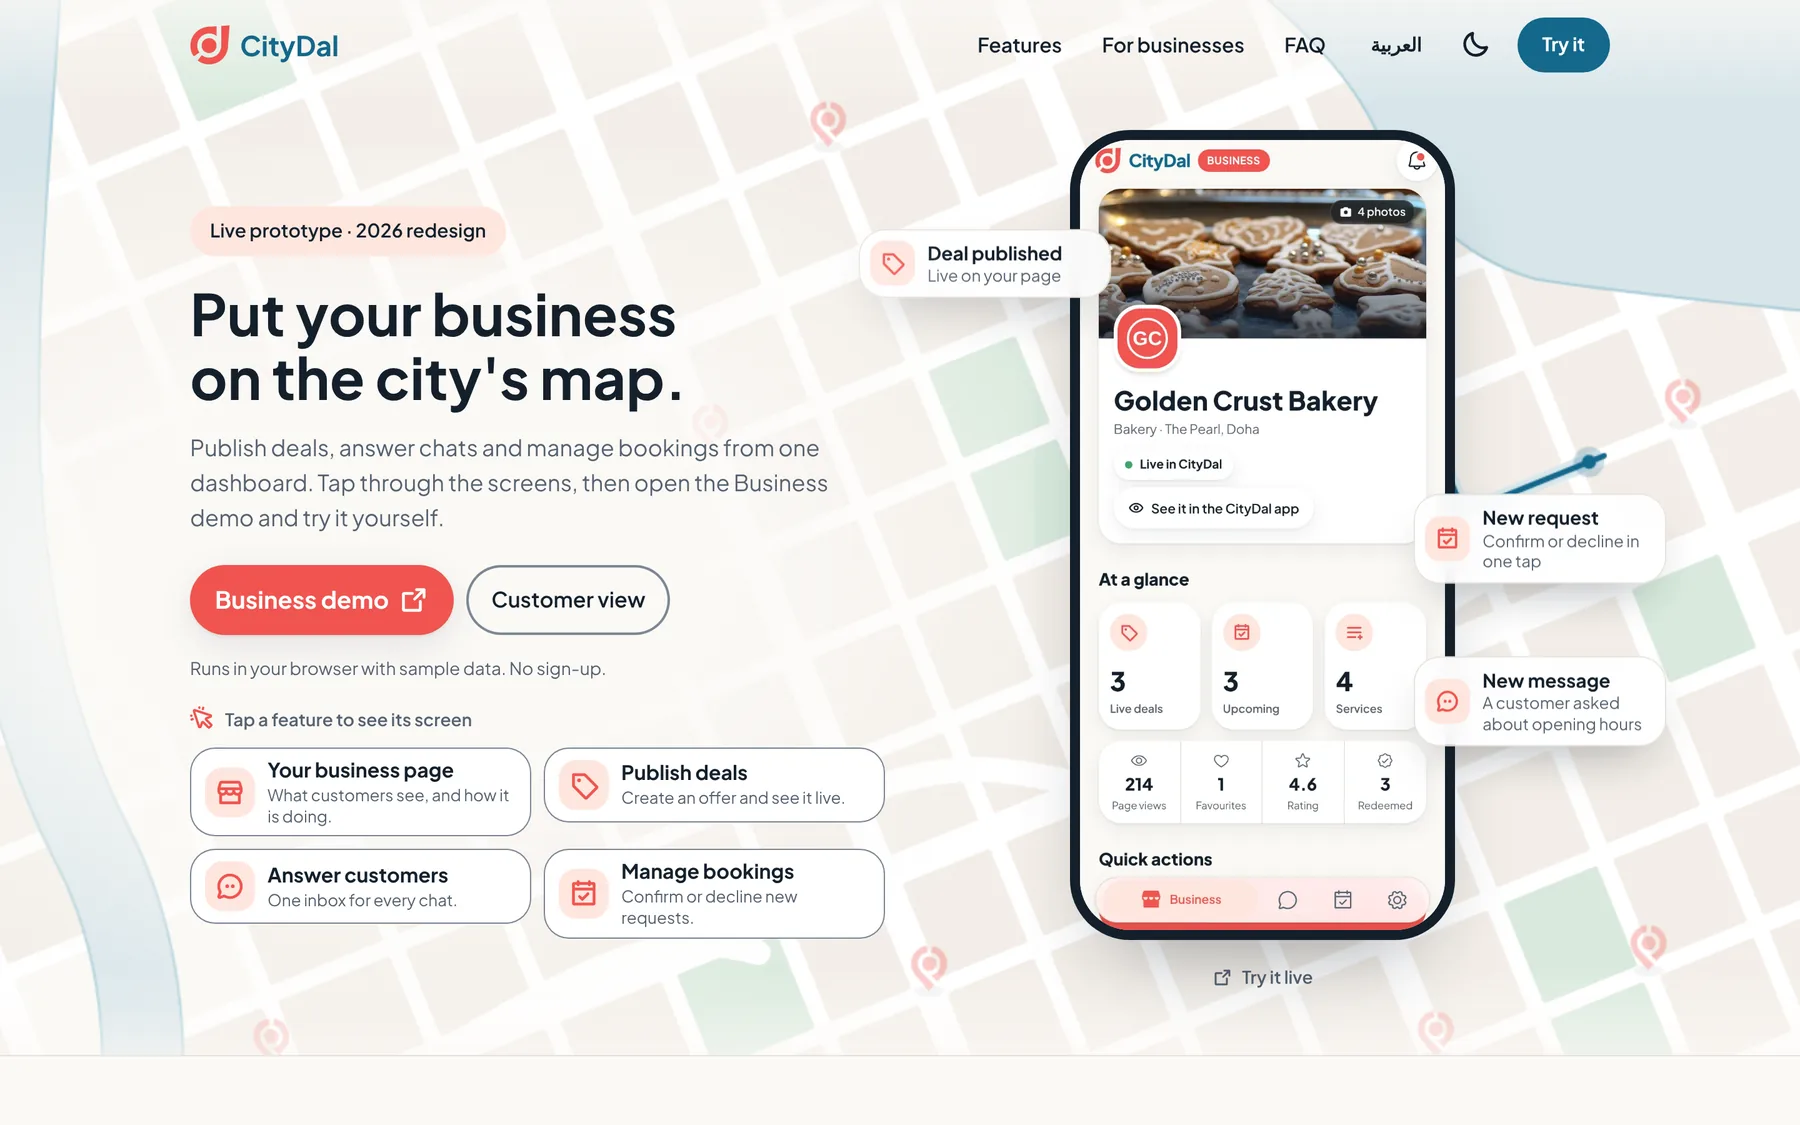 CityDal
Features
For businesses
FAQ
العربية
Try it
Live prototype · 2026 redesign
Put your business
on the city's map.
Publish deals, answer chats and manage bookings from one
dashboard. Tap through the screens, then open the Business
demo and try it yourself.
Business demo
Customer view
Runs in your browser with sample data. No sign-up.
Tap a feature to see its screen
Your business page
What customers see, and how it
is doing.
Publish deals
Create an offer and see it live.
Answer customers
One inbox for every chat.
Manage bookings
Confirm or decline new
requests.
CityDal
BUSINESS
4 photos
Deal published
Live on your page
GC
Golden Crust Bakery
Bakery · The Pearl, Doha
Live in CityDal
See it in the CityDal app
New request
Confirm or decline in
one tap
At a glance
3
Live deals
3
Upcoming
4
Services
New message
A customer asked
about opening hours
214
Page views
1
Favourites
4.6
Rating
3
Redeemed
Quick actions
Business
Try it live